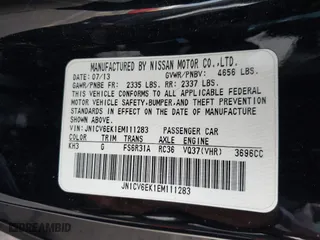 MANUFACTURED BY NISSAN MOTOR CO.,LTD.
DATE: 07/13 GVWR/PNBV: 4656 LBS.
GAWR/PNBE FR: 2335 LBS. RR: 2337 LBS.
THIS VEHICLE CONFORMS TO ALL APPLICABLE
FEDERAL MOTOR VEHICLE
SAFETY,BUMPER,AND THEFT PREVENTION
STANDARDS IN EFFECT ON THE
DATE OF MANUFACTURE
SHOWN ABOVE.
VIN:JN1CV6EK1EM111283 PASSENGER CAR
COLOR TRIM TRANS AXLE ENGINE
KH3 G FS6R31A RC36 VQ37(VHR) 3696CC
JN1CV6EK1EM111283
BIDAMERICAN